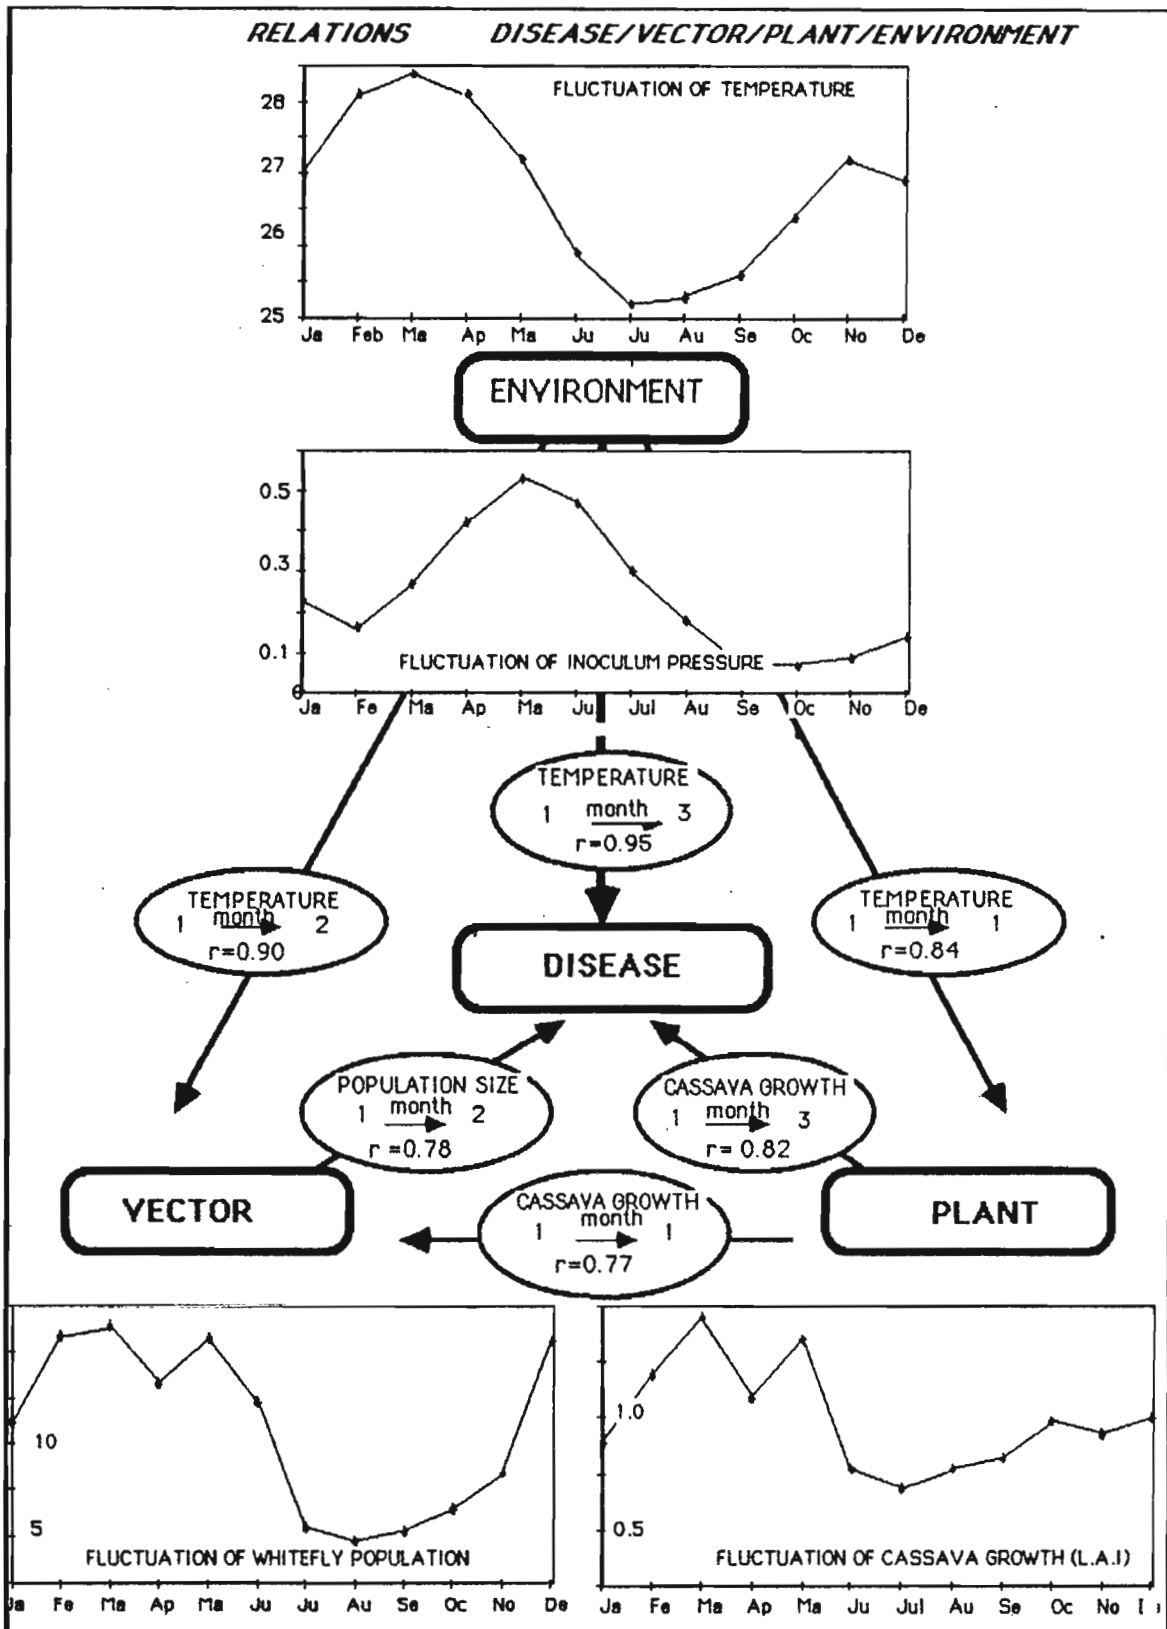 RELATIONS DISEASE/VECTOR/PLANT/ENVIRONMENT
FLUCTUATION OF TEMPERATURE
28
27
26
25
Ja Feb Ma Ap Ma Ju Ju Au Se Oc No De
ENVIRONMENT
0.5
0.3
0.1
0
FLUCTUATION OF INOCULUM PRESSURE
Ja Fe Ma Ap Ma Ju Jul Au Se Oc No De
TEMPERATURE
1 month 3
r=0.95
TEMPERATURE
1 month 2
r=0.90
TEMPERATURE
1 month 1
r=0.84
DISEASE
POPULATION SIZE
1 month 2
r=0.78
CASSAVA GROWTH
1 month 3
r=0.82
VECTOR
CASSAVA GROWTH
1 month 1
r=0.77
PLANT
10
5
FLUCTUATION OF WHITEFLY POPULATION
Ja Fe Ma Ap Ma Ju Ju Au Se Oc No De
1.0
0.5
FLUCTUATION OF CASSAVA GROWTH (L.A.I)
Ja Fe Ma Ap Ma Ju Jul Au Se Oc No